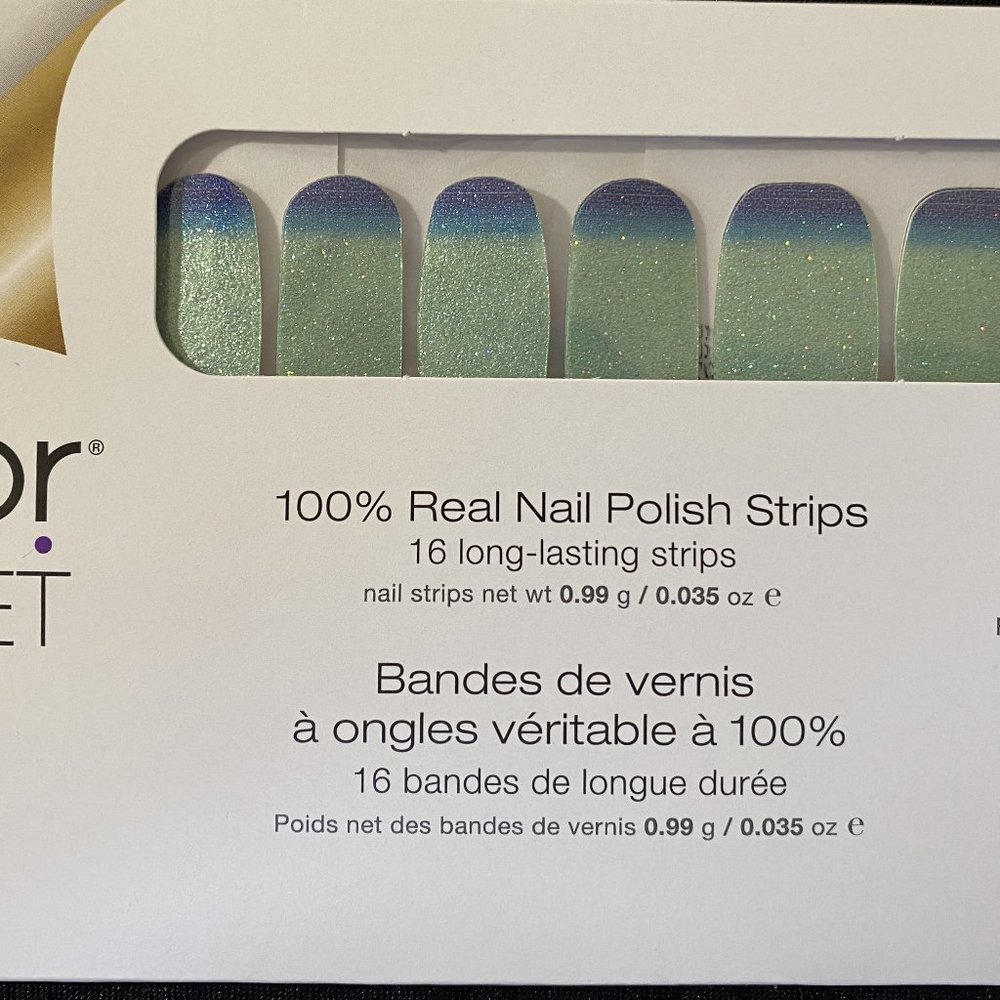 or®
ET
100% Real Nail Polish Strips
16 long-lasting strips
nail strips net wt 0.99 g / 0.035 oz ℮
Bandes de vernis
à ongles véritable à 100%
16 bandes de longue durée
Poids net des bandes de vernis 0.99 g / 0.035 oz ℮